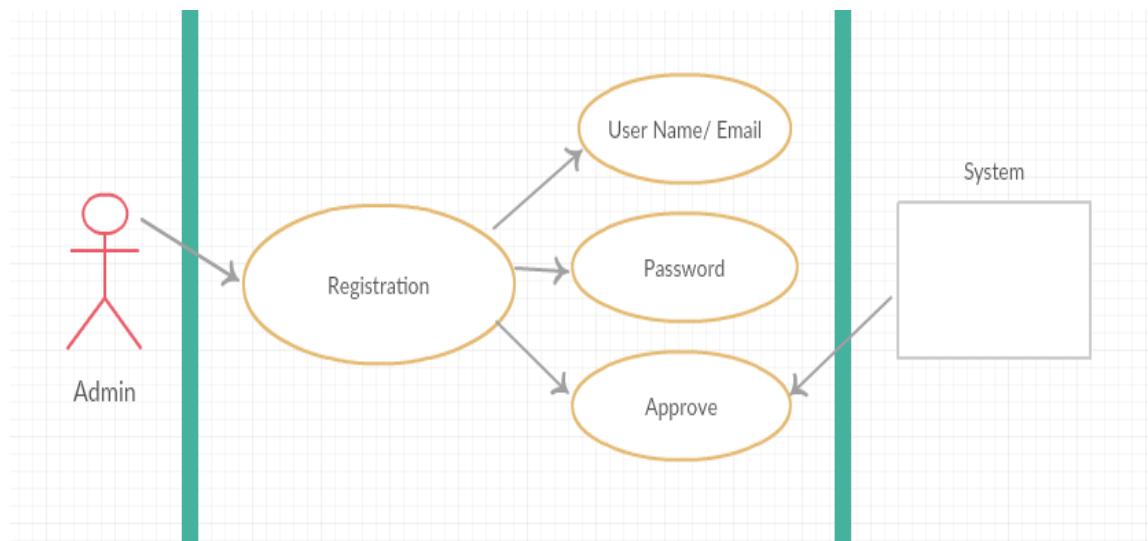 User Name/ Email
System
Password
Registration
Admin
Approve